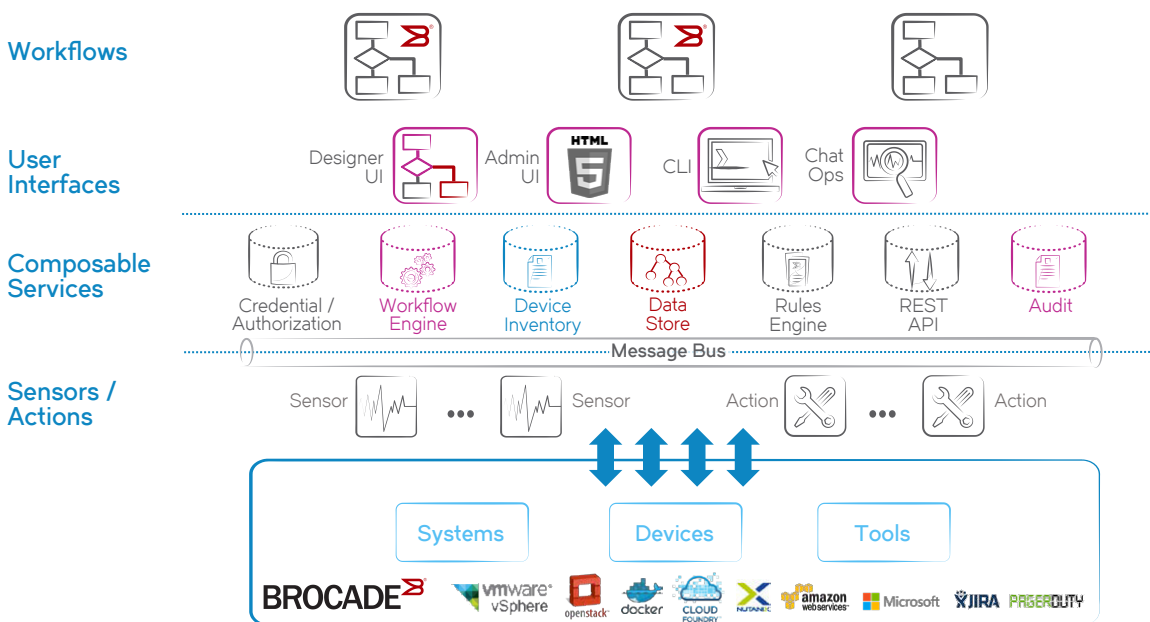 Workflows
User
Interfaces
Designer
UI
Admin
UI
HTML
5
CLI
Chat
Ops
Composable
Services
Credential /
Authorization
Workflow
Engine
Device
Inventory
Data
Store
Rules
Engine
REST
API
Audit
Message Bus
Sensors /
Actions
Sensor
Sensor
Action
Action
Systems
Devices
Tools
BROCADE
vmware®
vSphere
openstack
docker
CLOUD
FOUNDRY
NUTANIX
amazon
webservices
Microsoft
JIRA
PAGERDUTY